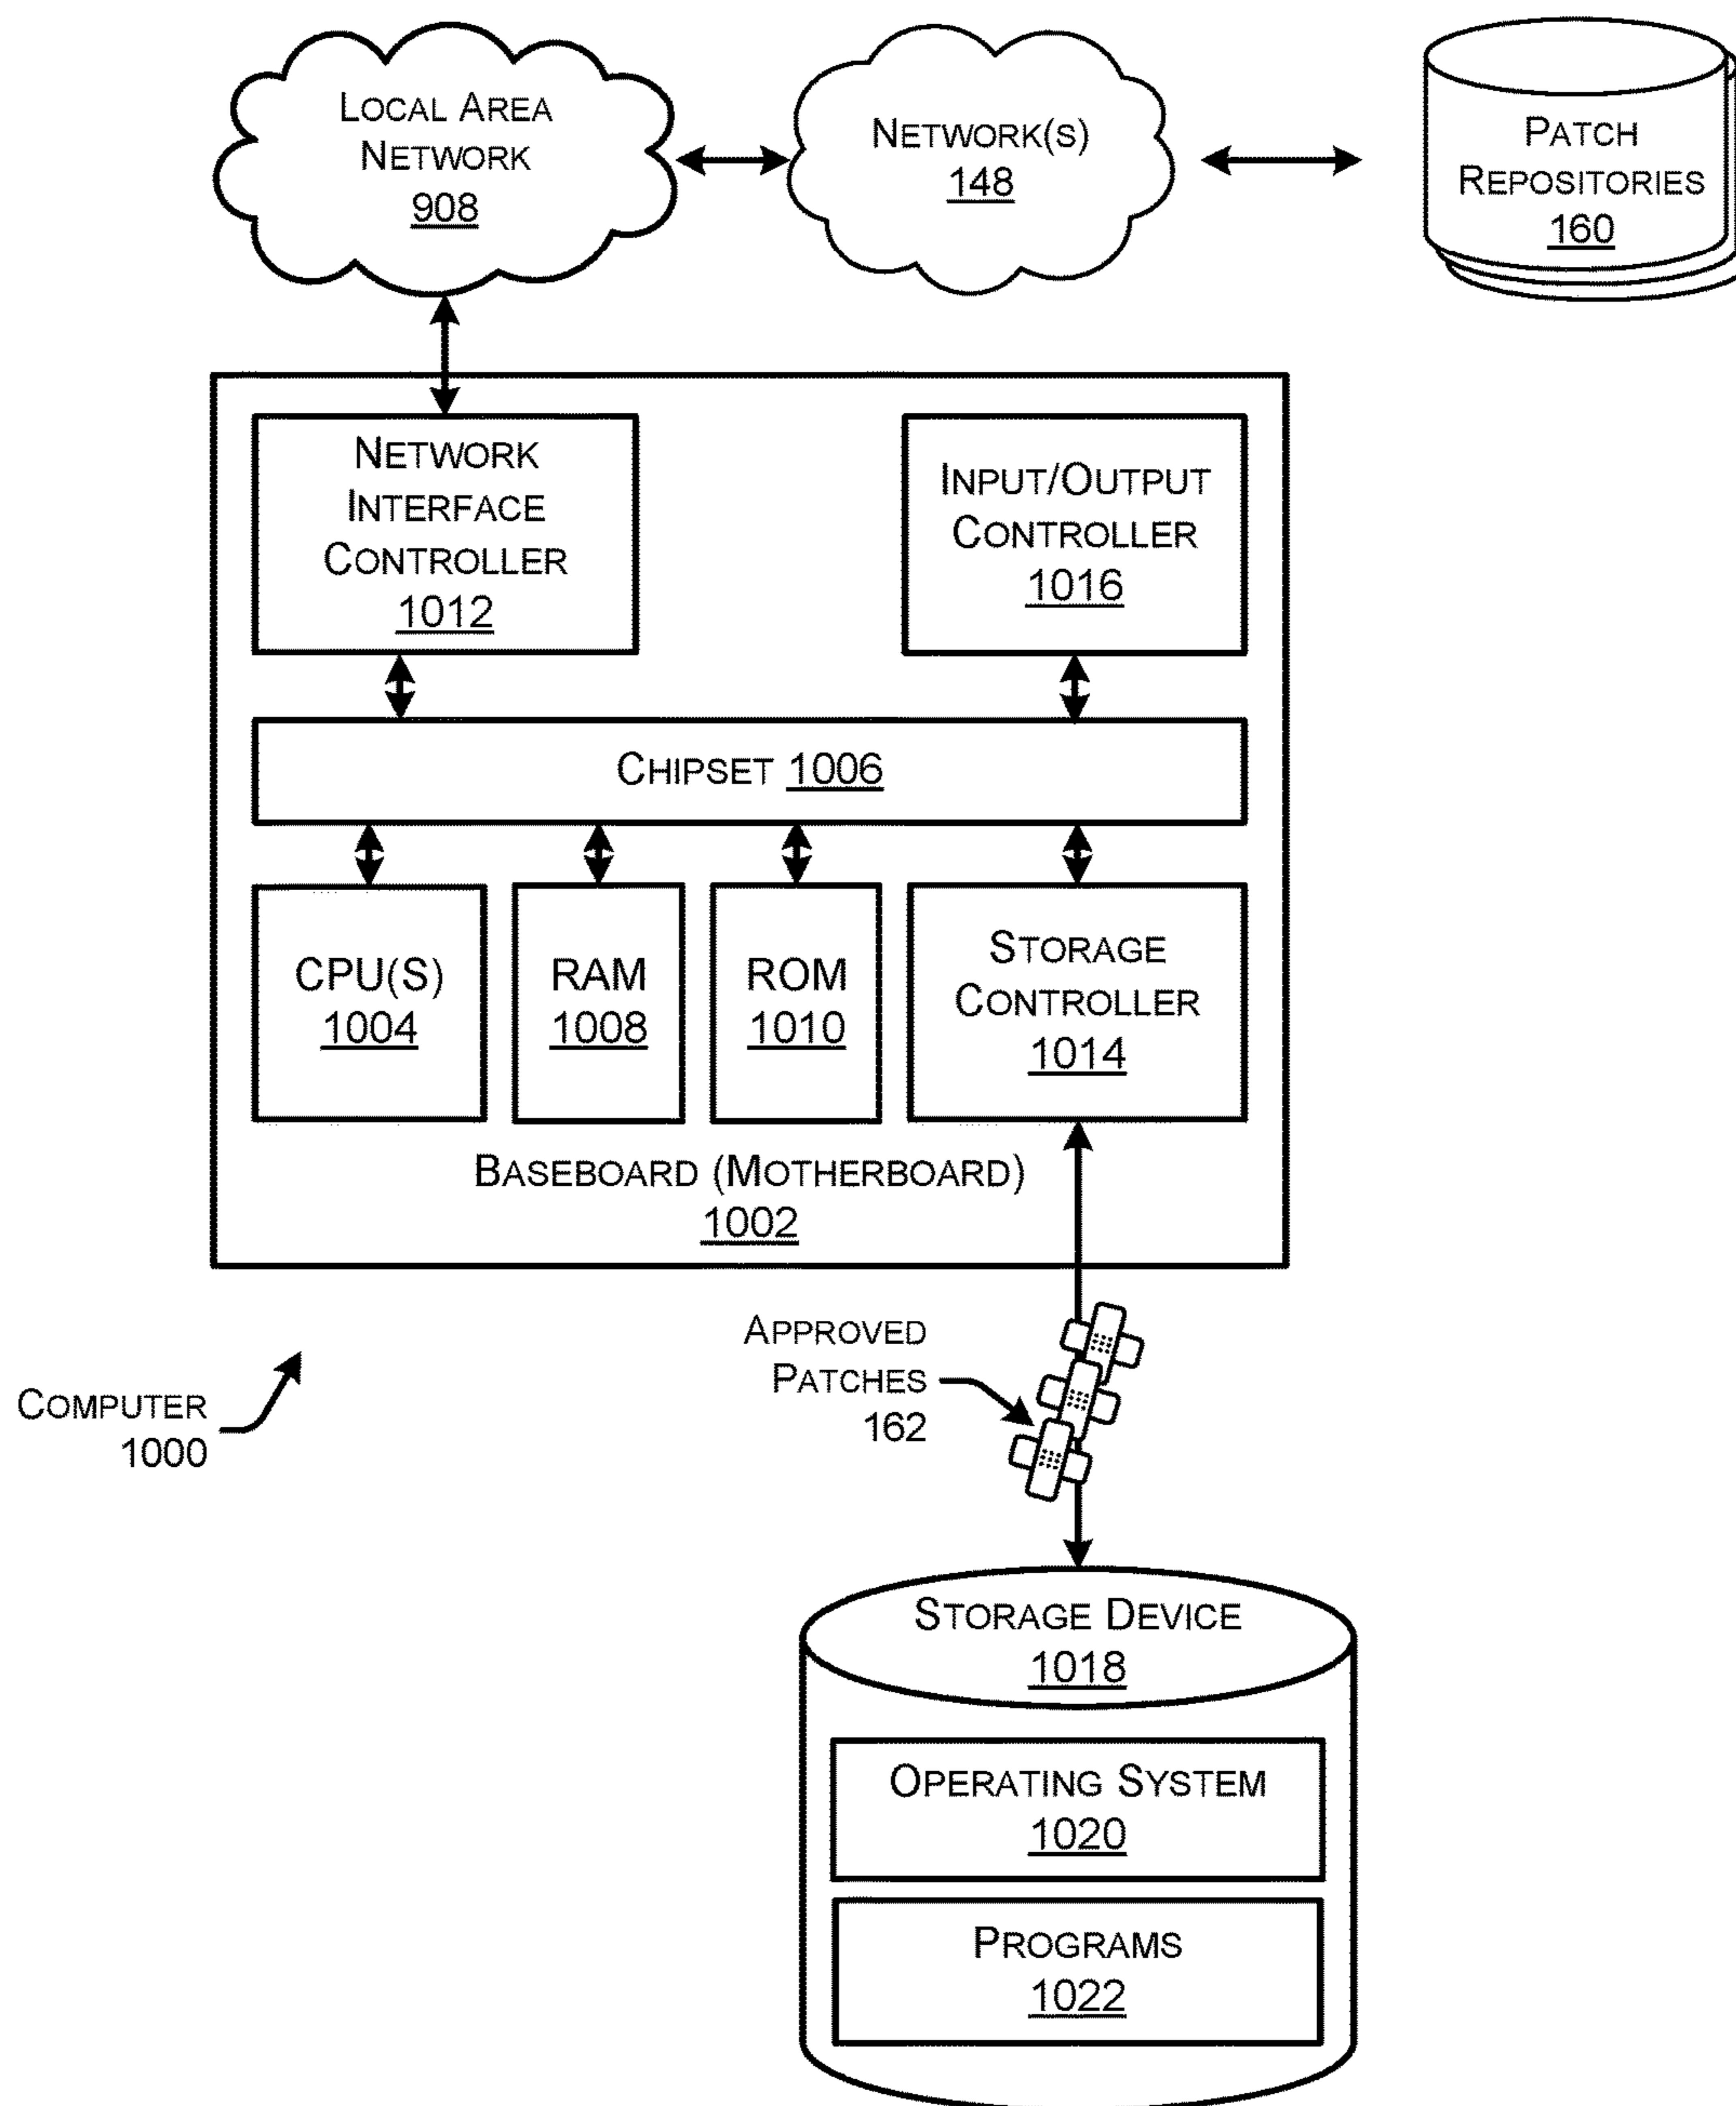 LOCAL AREA
NETWORK
908
NETWORK(S)
148
PATCH
REPOSITORIES
160
NETWORK
INTERFACE
CONTROLLER
1012
INPUT/OUTPUT
CONTROLLER
1016
CHIPSET 1006
CPU(S)
1004
RAM
1008
ROM
1010
STORAGE
CONTROLLER
1014
BASEBOARD (MOTHERBOARD)
1002
APPROVED
PATCHES
162
COMPUTER
1000
STORAGE DEVICE
1018
OPERATING SYSTEM
1020
PROGRAMS
1022